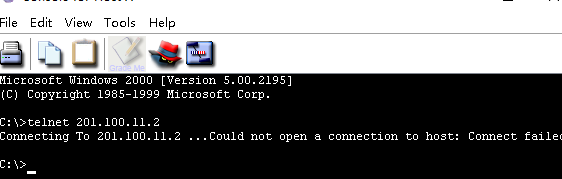 File Edit View Tools Help
Grade Me
Microsoft Windows 2000 [Version 5.00.2195]
(C) Copyright 1985-1999 Microsoft Corp.
C:\>telnet 201.100.11.2
Connecting To 201.100.11.2 ...Could not open a connection to host: Connect failed
C:\>